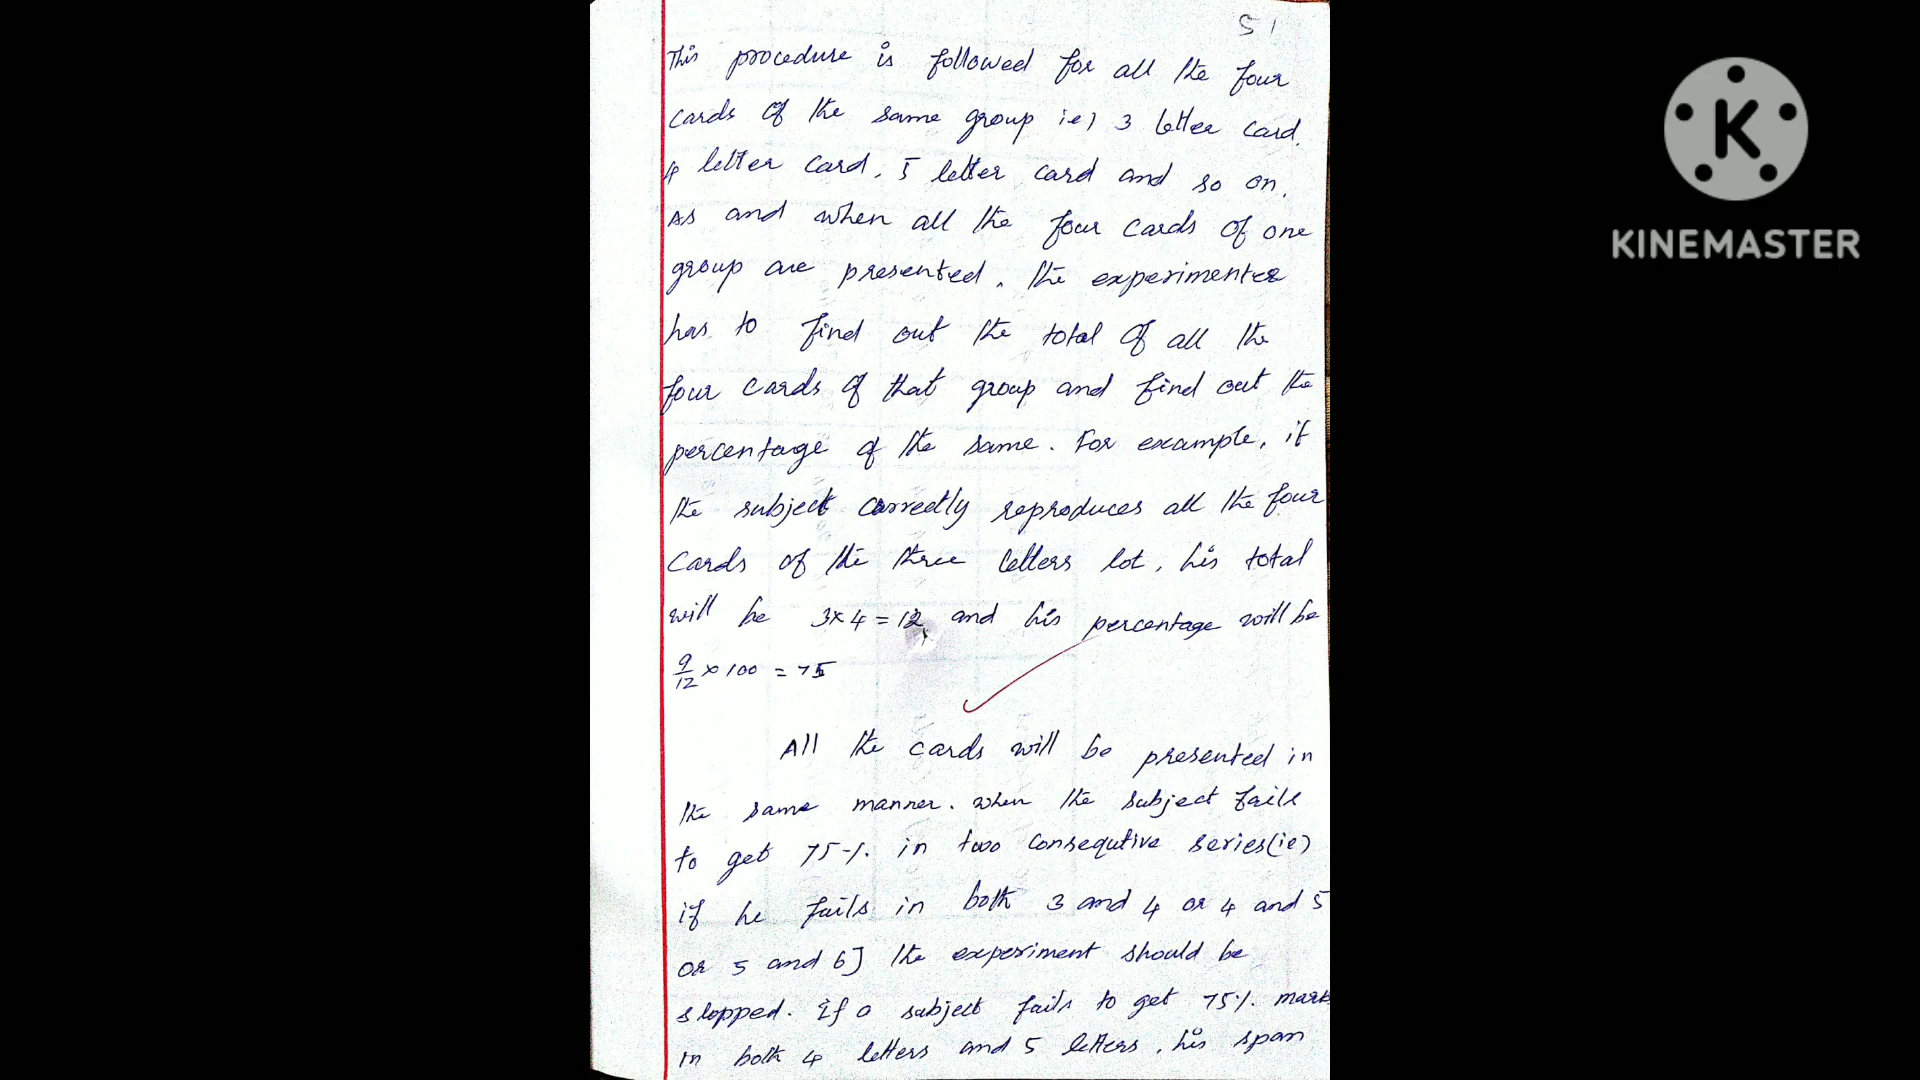 51
This procedure is followed for all the four
cards of the same group ie) 3 letter card,
4 letter card, 5 letter card and so on.
As and when all the four cards of one
group are presented, the experimenter
has to find out the total of all the
four cards of that group and find out the
percentage of the same. For example, if
the subject correctly reproduces all the four
cards of the three letters lot, his total
will be 3x4=12, and his percentage will be
9/12 x 100 = 75
All the cards will be presented in
the same manner. when the subject fails
to get 75%. in two consequtive series(ie)
if he fails in both 3 and 4 or 4 and 5
or 5 and 6] the experiment should be
stopped. If a subject fails to get 75%. mark
in both 4 letters and 5 letters, his span
K
KINEMASTER